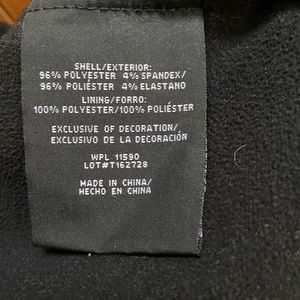 SHELL/EXTERIOR:
96% POLYESTER 4% SPANDEX/
96% POLIÉSTER 4% ELASTANO
LINING/FORRO:
100% POLYESTER/100% POLIÉSTER
EXCLUSIVE OF DECORATION/
EXCLUSIVO DE LA DECORACIÓN
WPL 11590
LOT#T162728
MADE IN CHINA/
HECHO EN CHINA